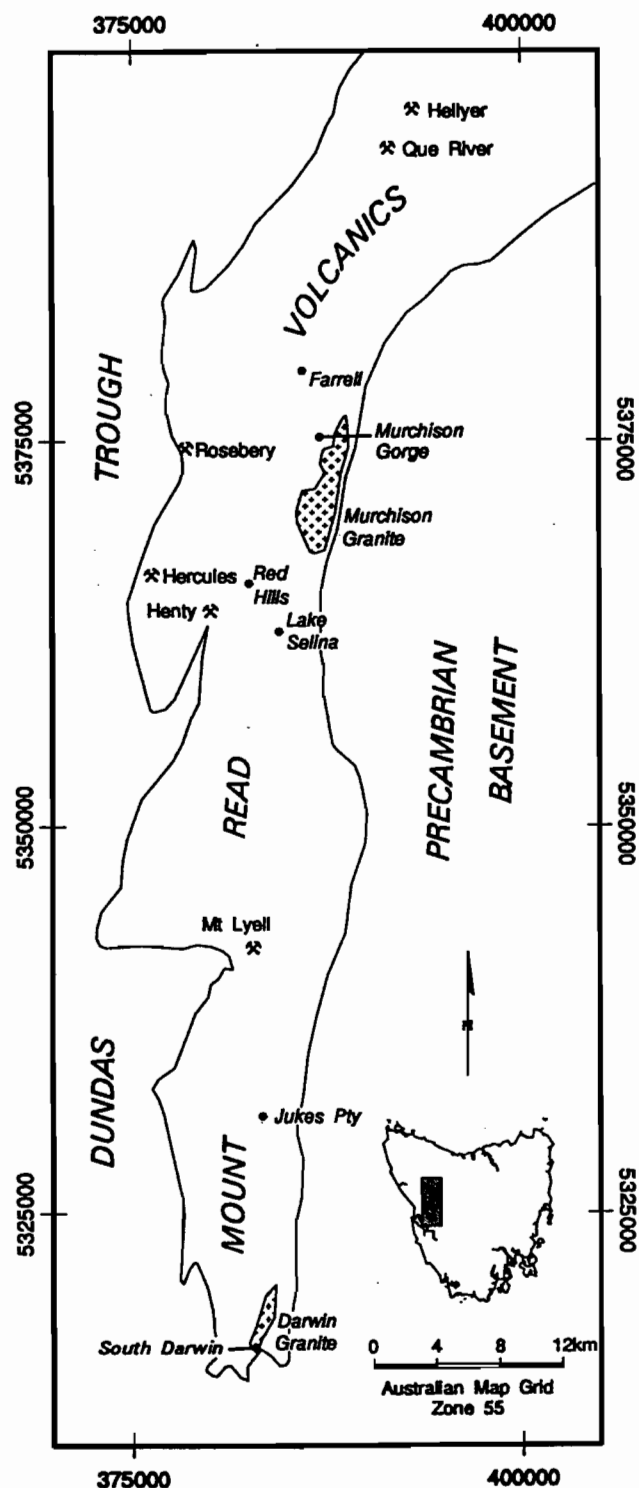 375000
400000
Hellyer
Que River
VOLCANICS
Farrell
TROUGH
5375000
5375000
Rosebery
Murchison
Gorge
Murchison
Granite
Hercules
Red
Hills
Henty
Lake
Selina
PRECAMBRIAN
BASEMENT
READ
5350000
5350000
Mt Lyell
N
DUNDAS
Jukes Pty
MOUNT
5325000
5325000
South Darwin
Darwin
Granite
0 4 8 12km
Australian Map Grid
Zone 55
375000
400000